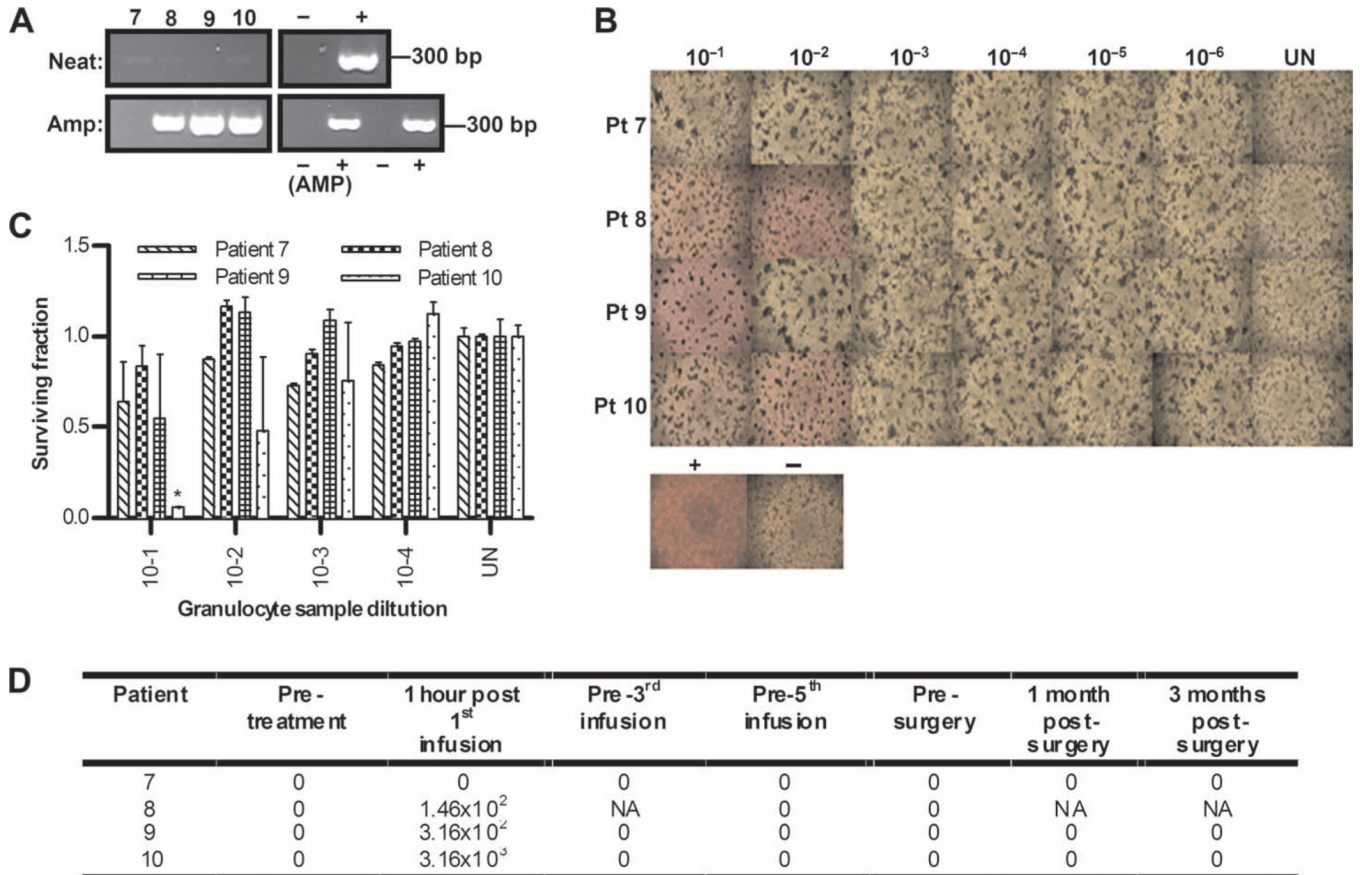 A
7 8 9 10 – +
Neat: 300 bp
Amp: 300 bp
– + – +
(AMP)
B
10⁻¹ 10⁻² 10⁻³ 10⁻⁴ 10⁻⁵ 10⁻⁶ UN
Pt 7
Pt 8
Pt 9
Pt 10
+ –
C
1.5
1.0
0.5
0.0
Surviving fraction
Patient 7 Patient 8
Patient 9 Patient 10
*
10-1 10-2 10-3 10-4 UN
Granulocyte sample diltution
D
Patient Pre-treatment 1 hour post 1ˢᵗ infusion Pre-3ʳᵈ infusion Pre-5ᵗʰ infusion Pre-surgery 1 month post-surgery 3 months post-surgery
7 0 0 0 0 0 0 0
8 0 1.46x10² NA 0 0 NA NA
9 0 3.16x10² 0 0 0 0 0
10 0 3.16x10³ 0 0 0 0 0